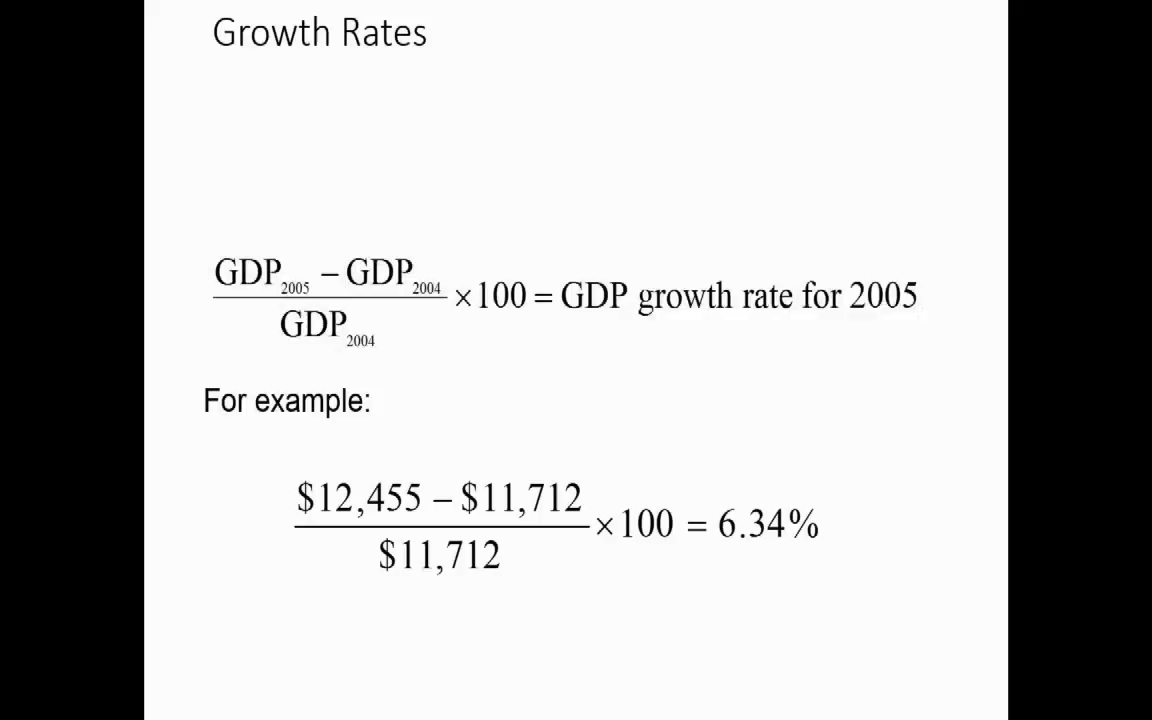 Growth Rates
GDP₂₀₀₅ – GDP₂₀₀₄
GDP₂₀₀₄
×100 = GDP growth rate for 2005
For example:
$12,455 – $11,712
$11,712
×100 = 6.34%